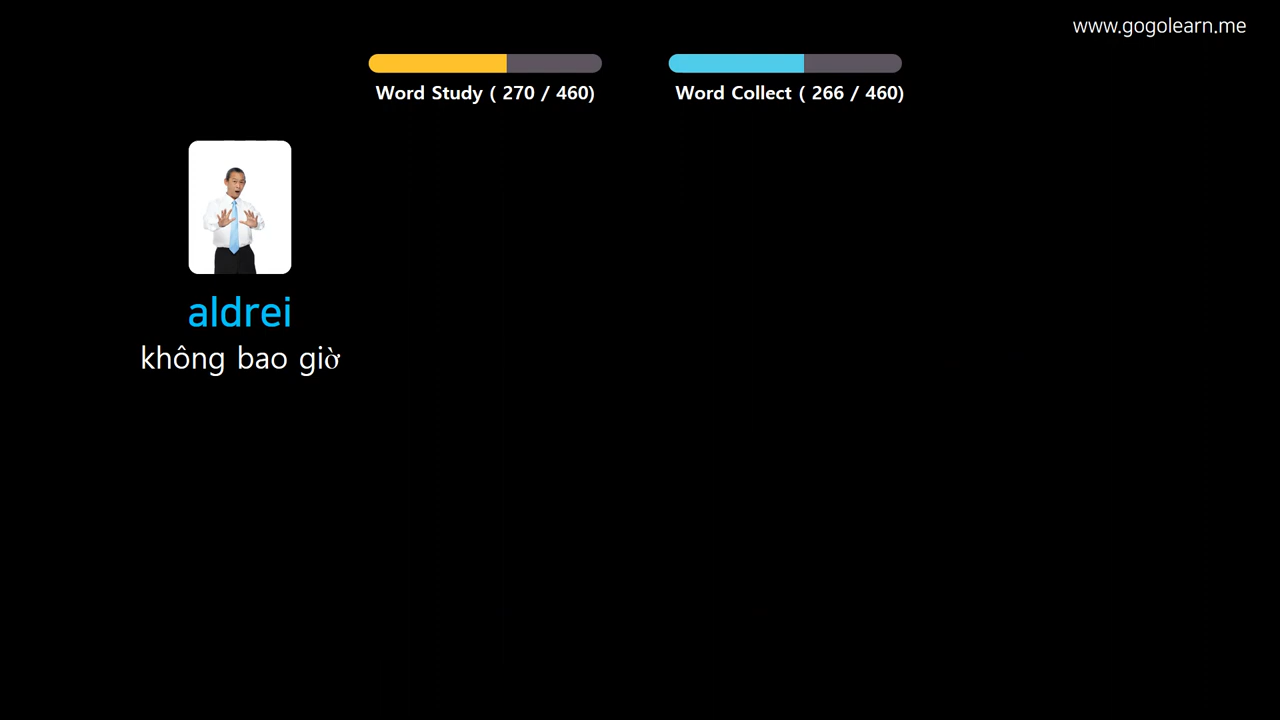 www.gogolearn.me
Word Study ( 270 / 460)
Word Collect ( 266 / 460)
aldrei
không bao giờ